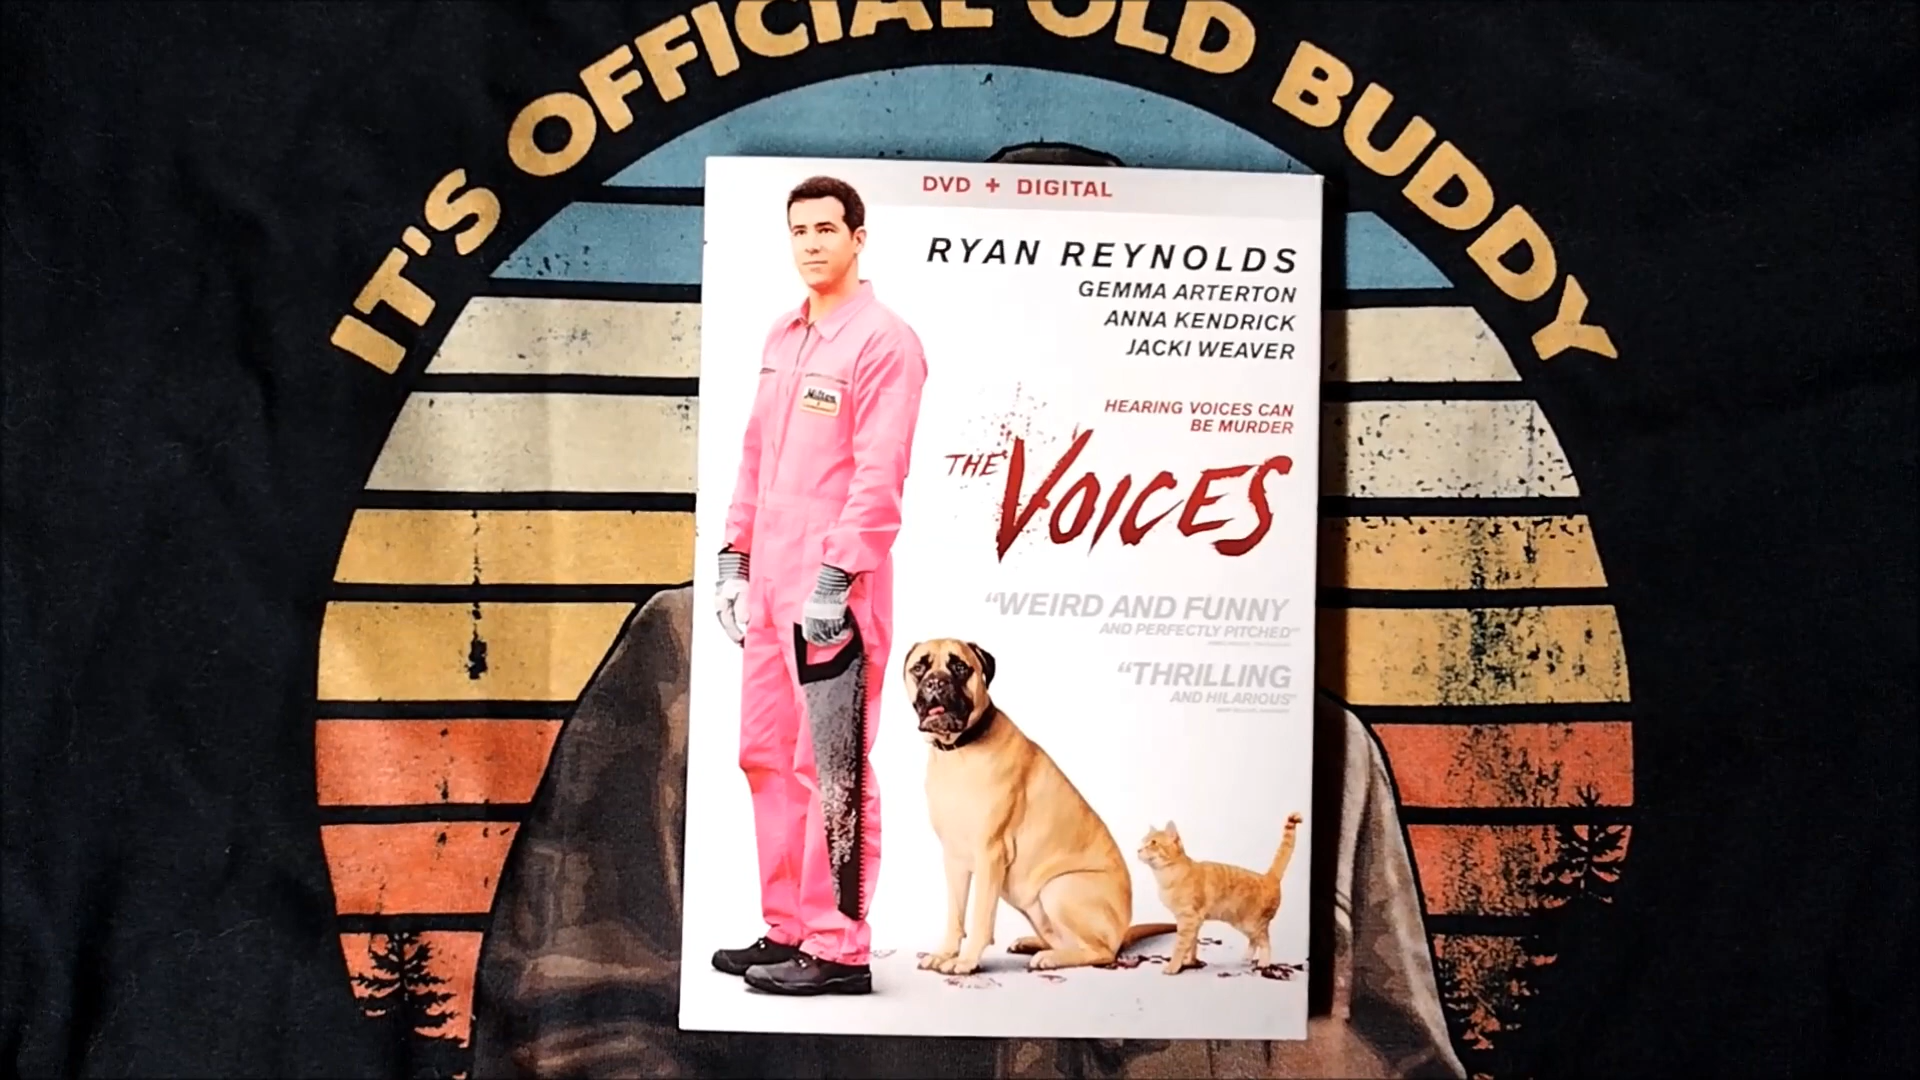 IT'S OFFICIAL OLD BUDDY
DVD + DIGITAL
RYAN REYNOLDS
GEMMA ARTERTON
ANNA KENDRICK
JACKI WEAVER
Milton
HEARING VOICES CAN
BE MURDER
THE VOICES
“WEIRD AND FUNNY
AND PERFECTLY PITCHED”
“THRILLING
AND HILARIOUS”